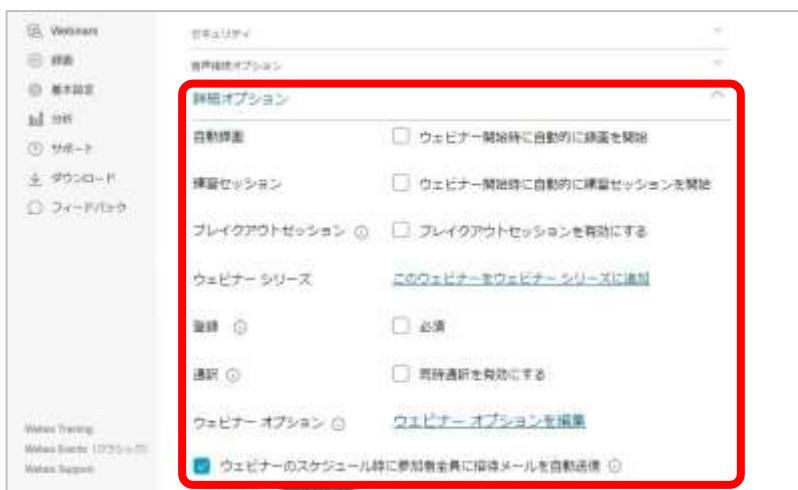 Webinars
録画
基本設定
分析
サポート
ダウンロード
フィードバック
Webex Training
Webex Events (クラシック)
Webex Support
セキュリティ
音声接続オプション
詳細オプション
自動録画 ウェビナー開始時に自動的に録画を開始
練習セッション ウェビナー開始時に自動的に練習セッションを開始
ブレイクアウトセッション ブレイクアウトセッションを有効にする
ウェビナー シリーズ このウェビナーをウェビナー シリーズに追加
登録 必須
通訳 同時通訳を有効にする
ウェビナー オプション ウェビナー オプションを編集
ウェビナーのスケジュール時に参加者全員に招待メールを自動送信